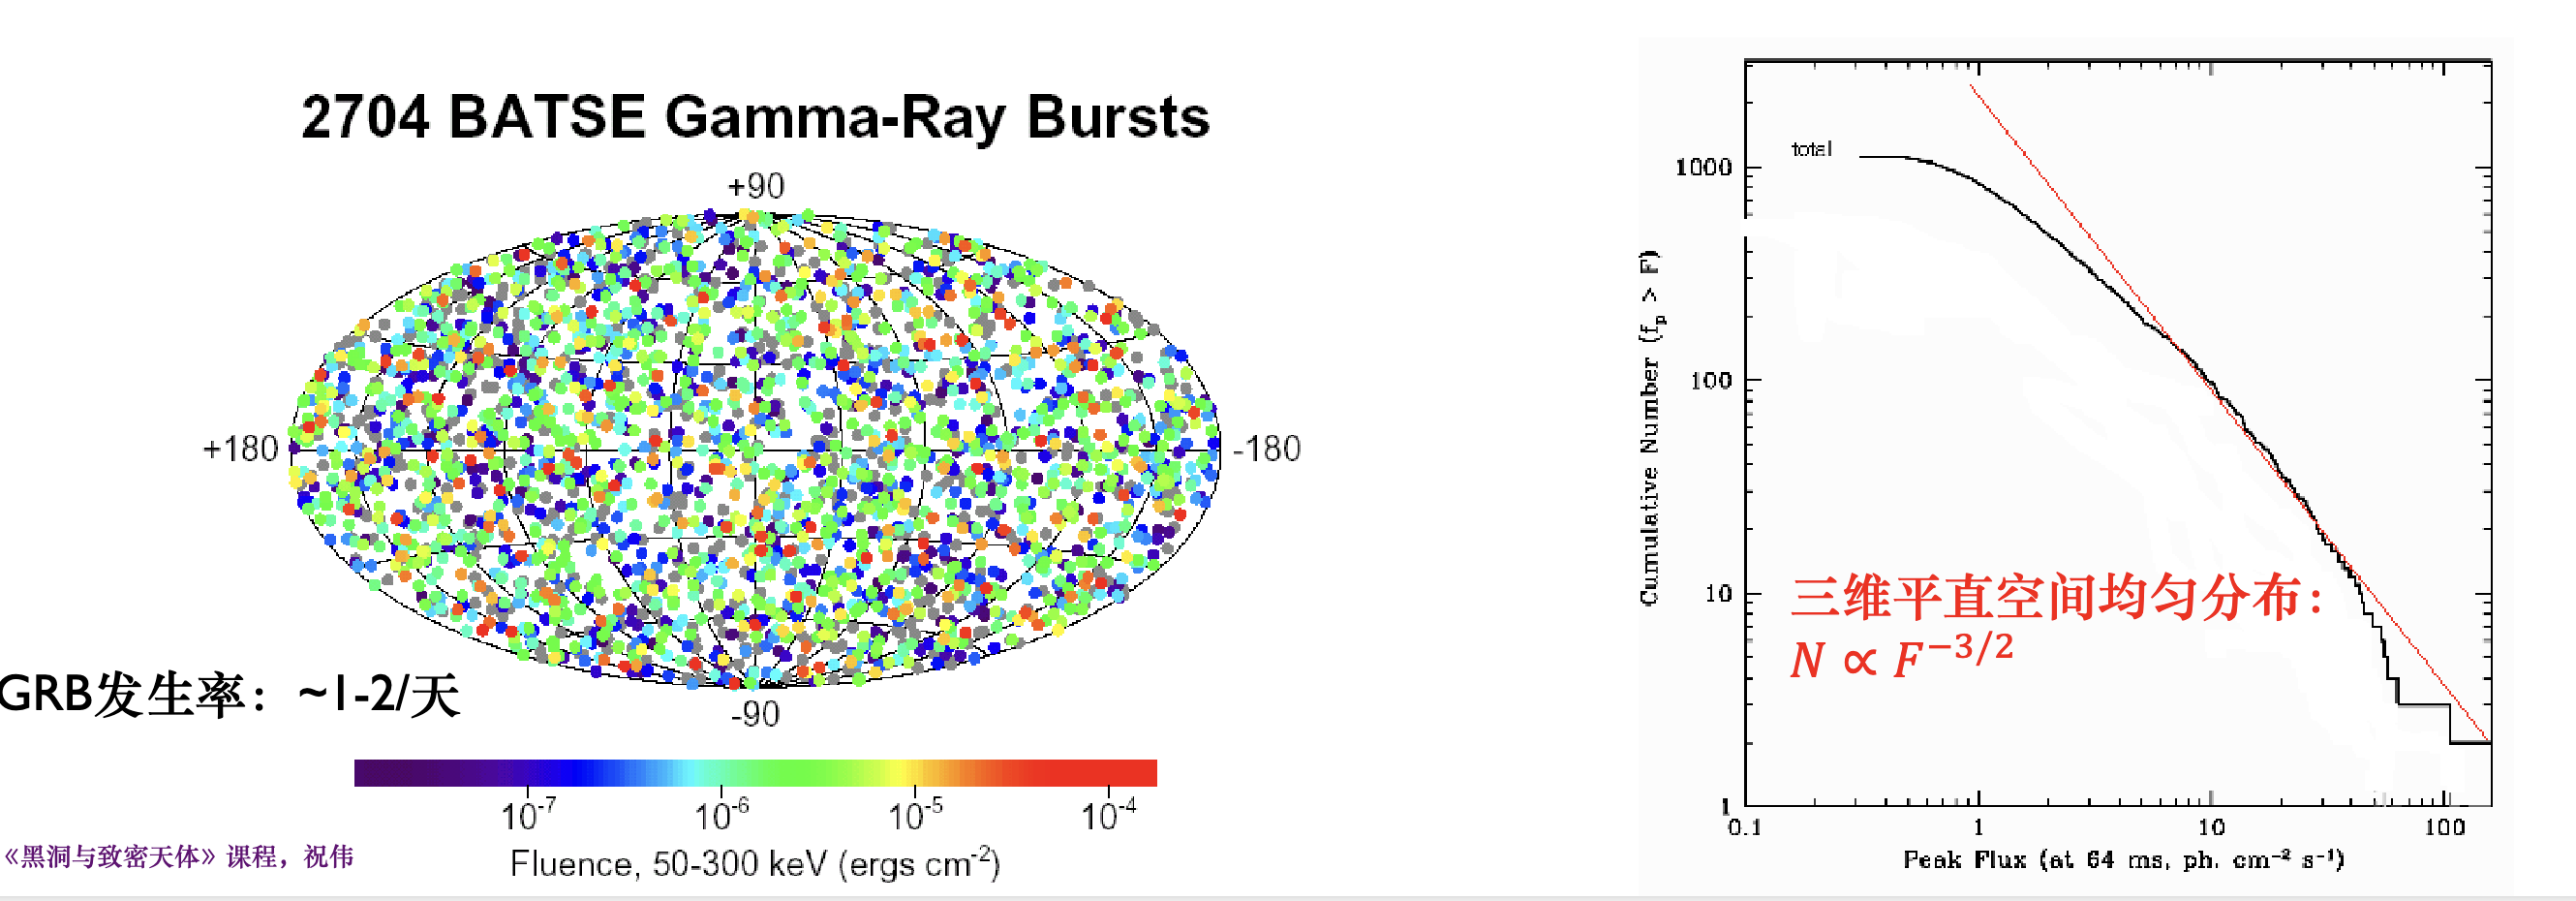 2704 BATSE Gamma-Ray Bursts
+90
+180
-180
-90
GRB发生率：~1-2/天
10⁻⁷
10⁻⁶
10⁻⁵
10⁻⁴
Fluence, 50-300 keV (ergs cm⁻²)
《黑洞与致密天体》课程，祝伟
total
1000
100
10
1
Cumulative Number (fₚ > F)
三维平直空间均匀分布：
N ∝ F⁻³/²
0.1
1
10
100
Peak Flux (at 64 ms, ph. cm⁻² s⁻¹)